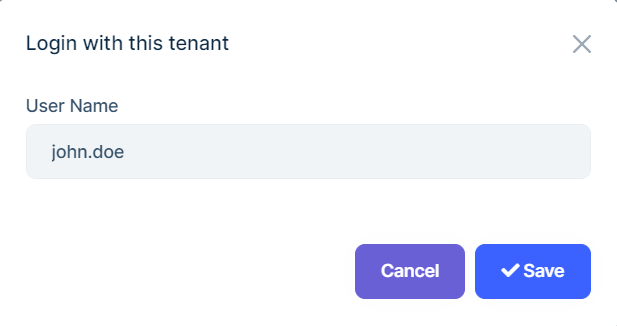 Login with this tenant
User Name
john.doe
Cancel
Save